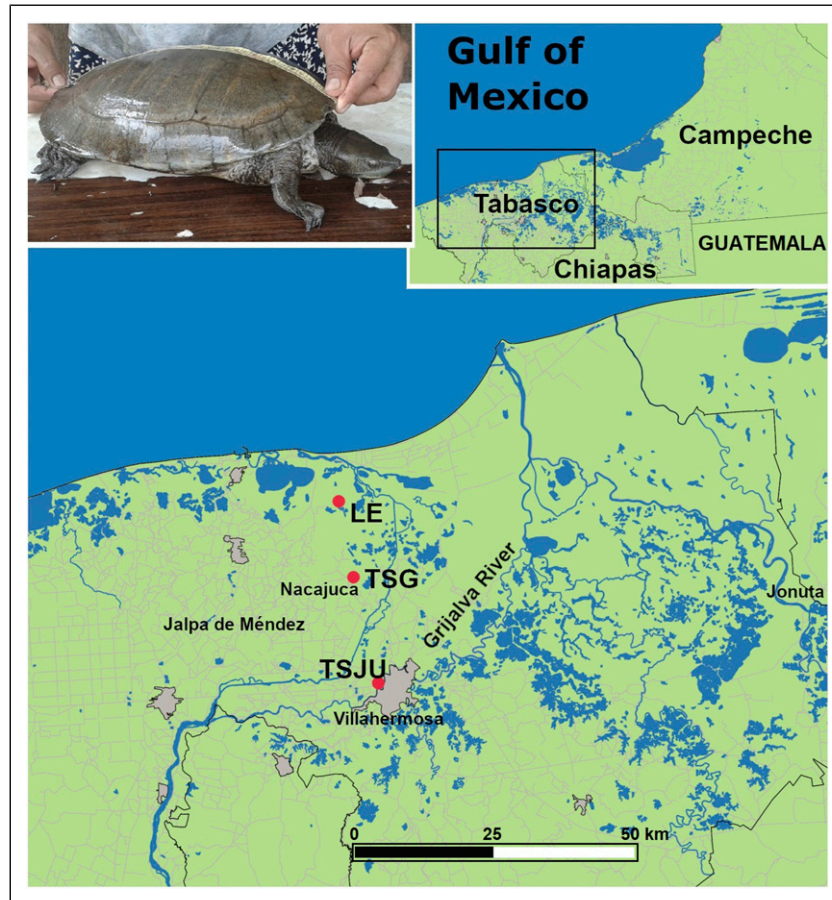 Gulf of
Mexico
Campeche
Tabasco
GUATEMALA
Chiapas
LE
TSG
Nacajuca
Jonuta
Grijalva River
Jalpa de Méndez
TSJU
Villahermosa
0 25 50 km